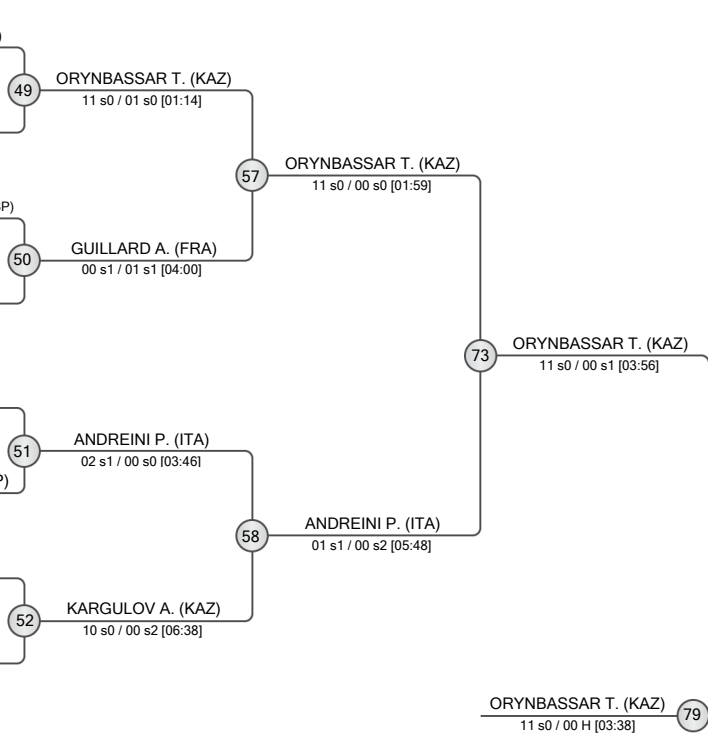 )
49
ORYNBASSAR T. (KAZ)
11 s0 / 01 s0 [01:14]
57
ORYNBASSAR T. (KAZ)
11 s0 / 00 s0 [01:59]
P)
50
GUILLARD A. (FRA)
00 s1 / 01 s1 [04:00]
73
ORYNBASSAR T. (KAZ)
11 s0 / 00 s1 [03:56]
51
ANDREINI P. (ITA)
02 s1 / 00 s0 [03:46]
P)
58
ANDREINI P. (ITA)
01 s1 / 00 s2 [05:48]
52
KARGULOV A. (KAZ)
10 s0 / 00 s2 [06:38]
ORYNBASSAR T. (KAZ)
11 s0 / 00 H [03:38]
79